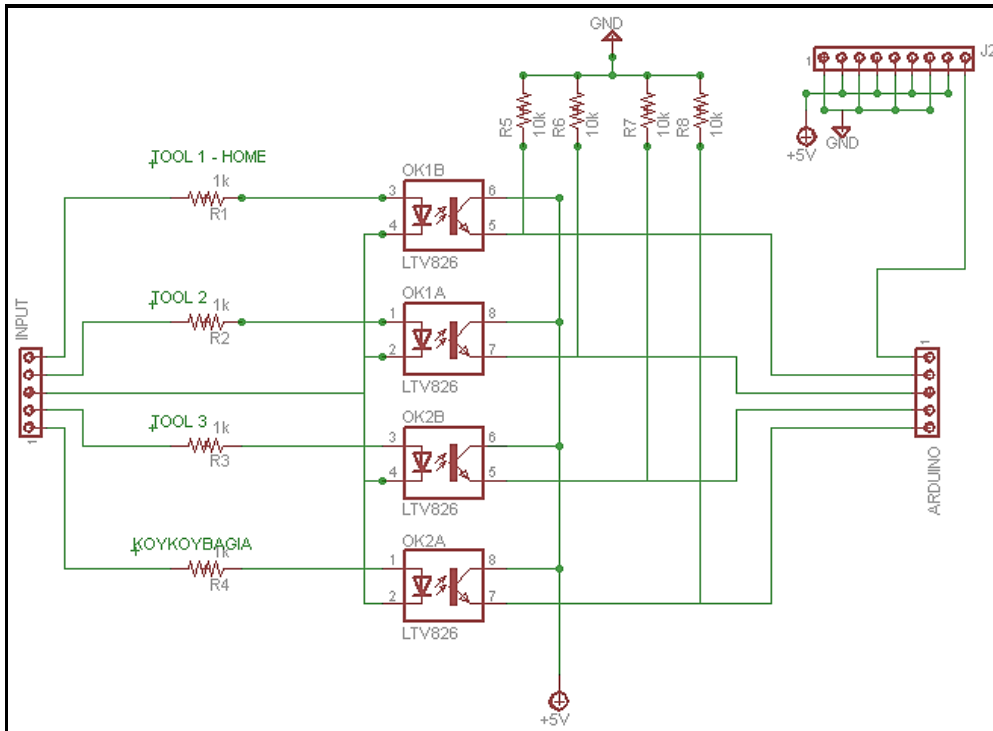 GND
J2
1
R5
10k
R6
10k
R7
10k
R8
10k
+5V
GND
TOOL 1 - HOME
1k
R1
OK1B
3
6
4
5
LTV826
TOOL 2
1k
R2
OK1A
1
8
2
7
LTV826
INPUT
1
TOOL 3
1k
R3
OK2B
3
6
4
5
LTV826
1
ARDUINO
KOYKOYBAGIA
1k
R4
OK2A
1
8
2
7
LTV826
+5V